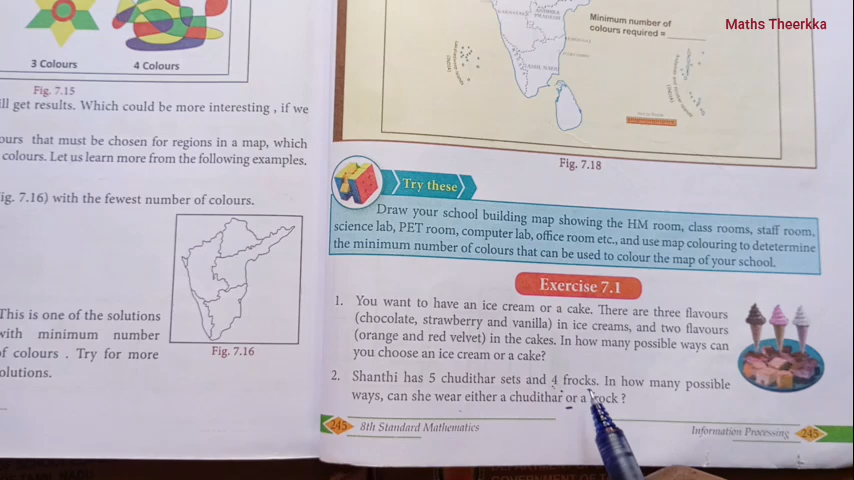 Maths Theerkka
3 Colours
4 Colours
Fig. 7.15
ll get results. Which could be more interesting , if we
ours that must be chosen for regions in a map, which
colours. Let us learn more from the following examples.
ig. 7.16) with the fewest number of colours.
This is one of the solutions
with minimum number
of colours . Try for more
olutions.
Fig. 7.16
Minimum number of
colours required =
TAMIL NADU
Fig. 7.18
Try these
Draw your school building map showing the HM room, class rooms, staff room,
science lab, PET room, computer lab, office room etc., and use map colouring to detetermine
the minimum number of colours that can be used to colour the map of your school.
Exercise 7.1
1. You want to have an ice cream or a cake. There are three flavours
(chocolate, strawberry and vanilla) in ice creams, and two flavours
(orange and red velvet) in the cakes. In how many possible ways can
you choose an ice cream or a cake?
2. Shanthi has 5 chudithar sets and 4 frocks. In how many possible
ways, can she wear either a chudithar or a frock ?
245 8th Standard Mathematics
Information Processing 245